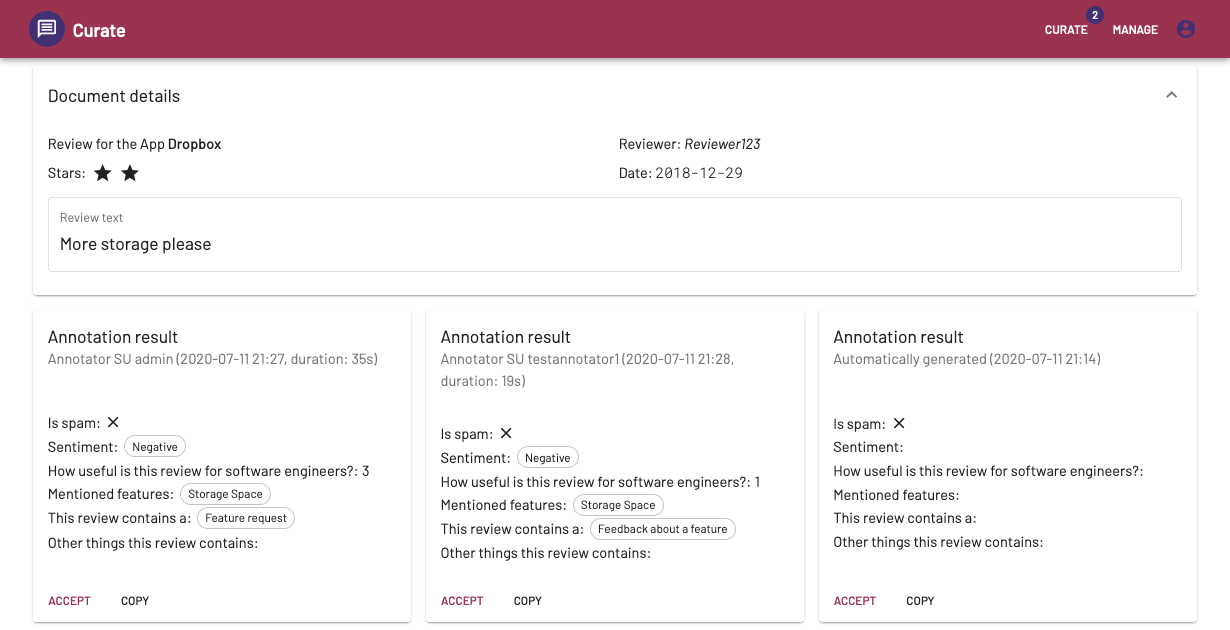 Curate
CURATE 2
MANAGE
Document details
Review for the App Dropbox
Reviewer: Reviewer123
Stars:
Date: 2018-12-29
Review text
More storage please
Annotation result
Annotator SU admin (2020-07-11 21:27, duration: 35s)
Is spam:
Sentiment: Negative
How useful is this review for software engineers?: 3
Mentioned features: Storage Space
This review contains a: Feature request
Other things this review contains:
ACCEPT COPY
Annotation result
Annotator SU testannotator1 (2020-07-11 21:28,
duration: 19s)
Is spam:
Sentiment: Negative
How useful is this review for software engineers?: 1
Mentioned features: Storage Space
This review contains a: Feedback about a feature
Other things this review contains:
ACCEPT COPY
Annotation result
Automatically generated (2020-07-11 21:14)
Is spam:
Sentiment:
How useful is this review for software engineers?:
Mentioned features:
This review contains a:
Other things this review contains:
ACCEPT COPY